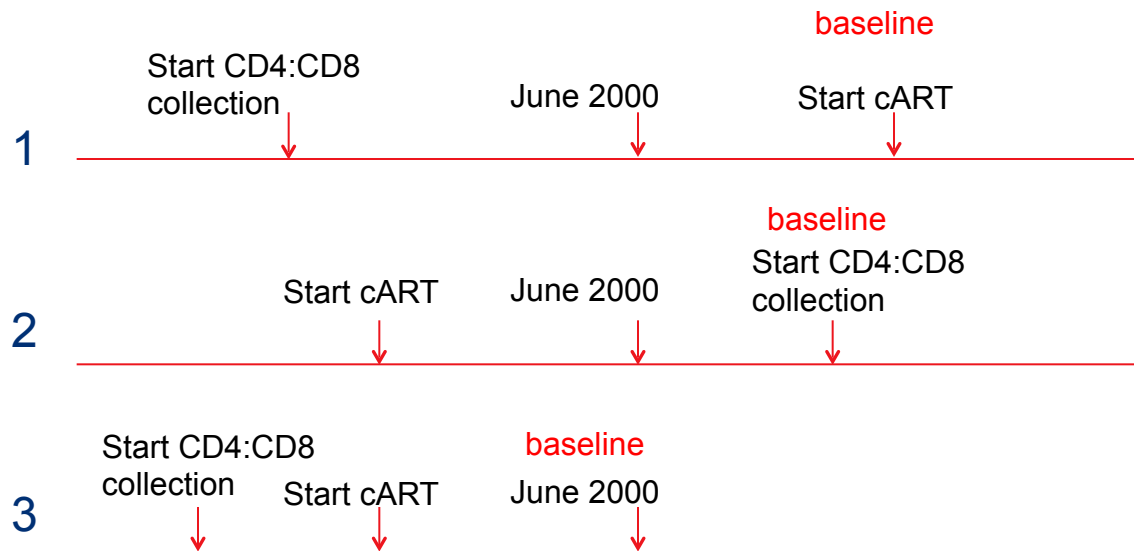 baseline
Start CD4:CD8
collection
June 2000
Start cART
1
baseline
Start CD4:CD8
collection
Start cART
June 2000
2
Start CD4:CD8
collection
baseline
Start cART
June 2000
3